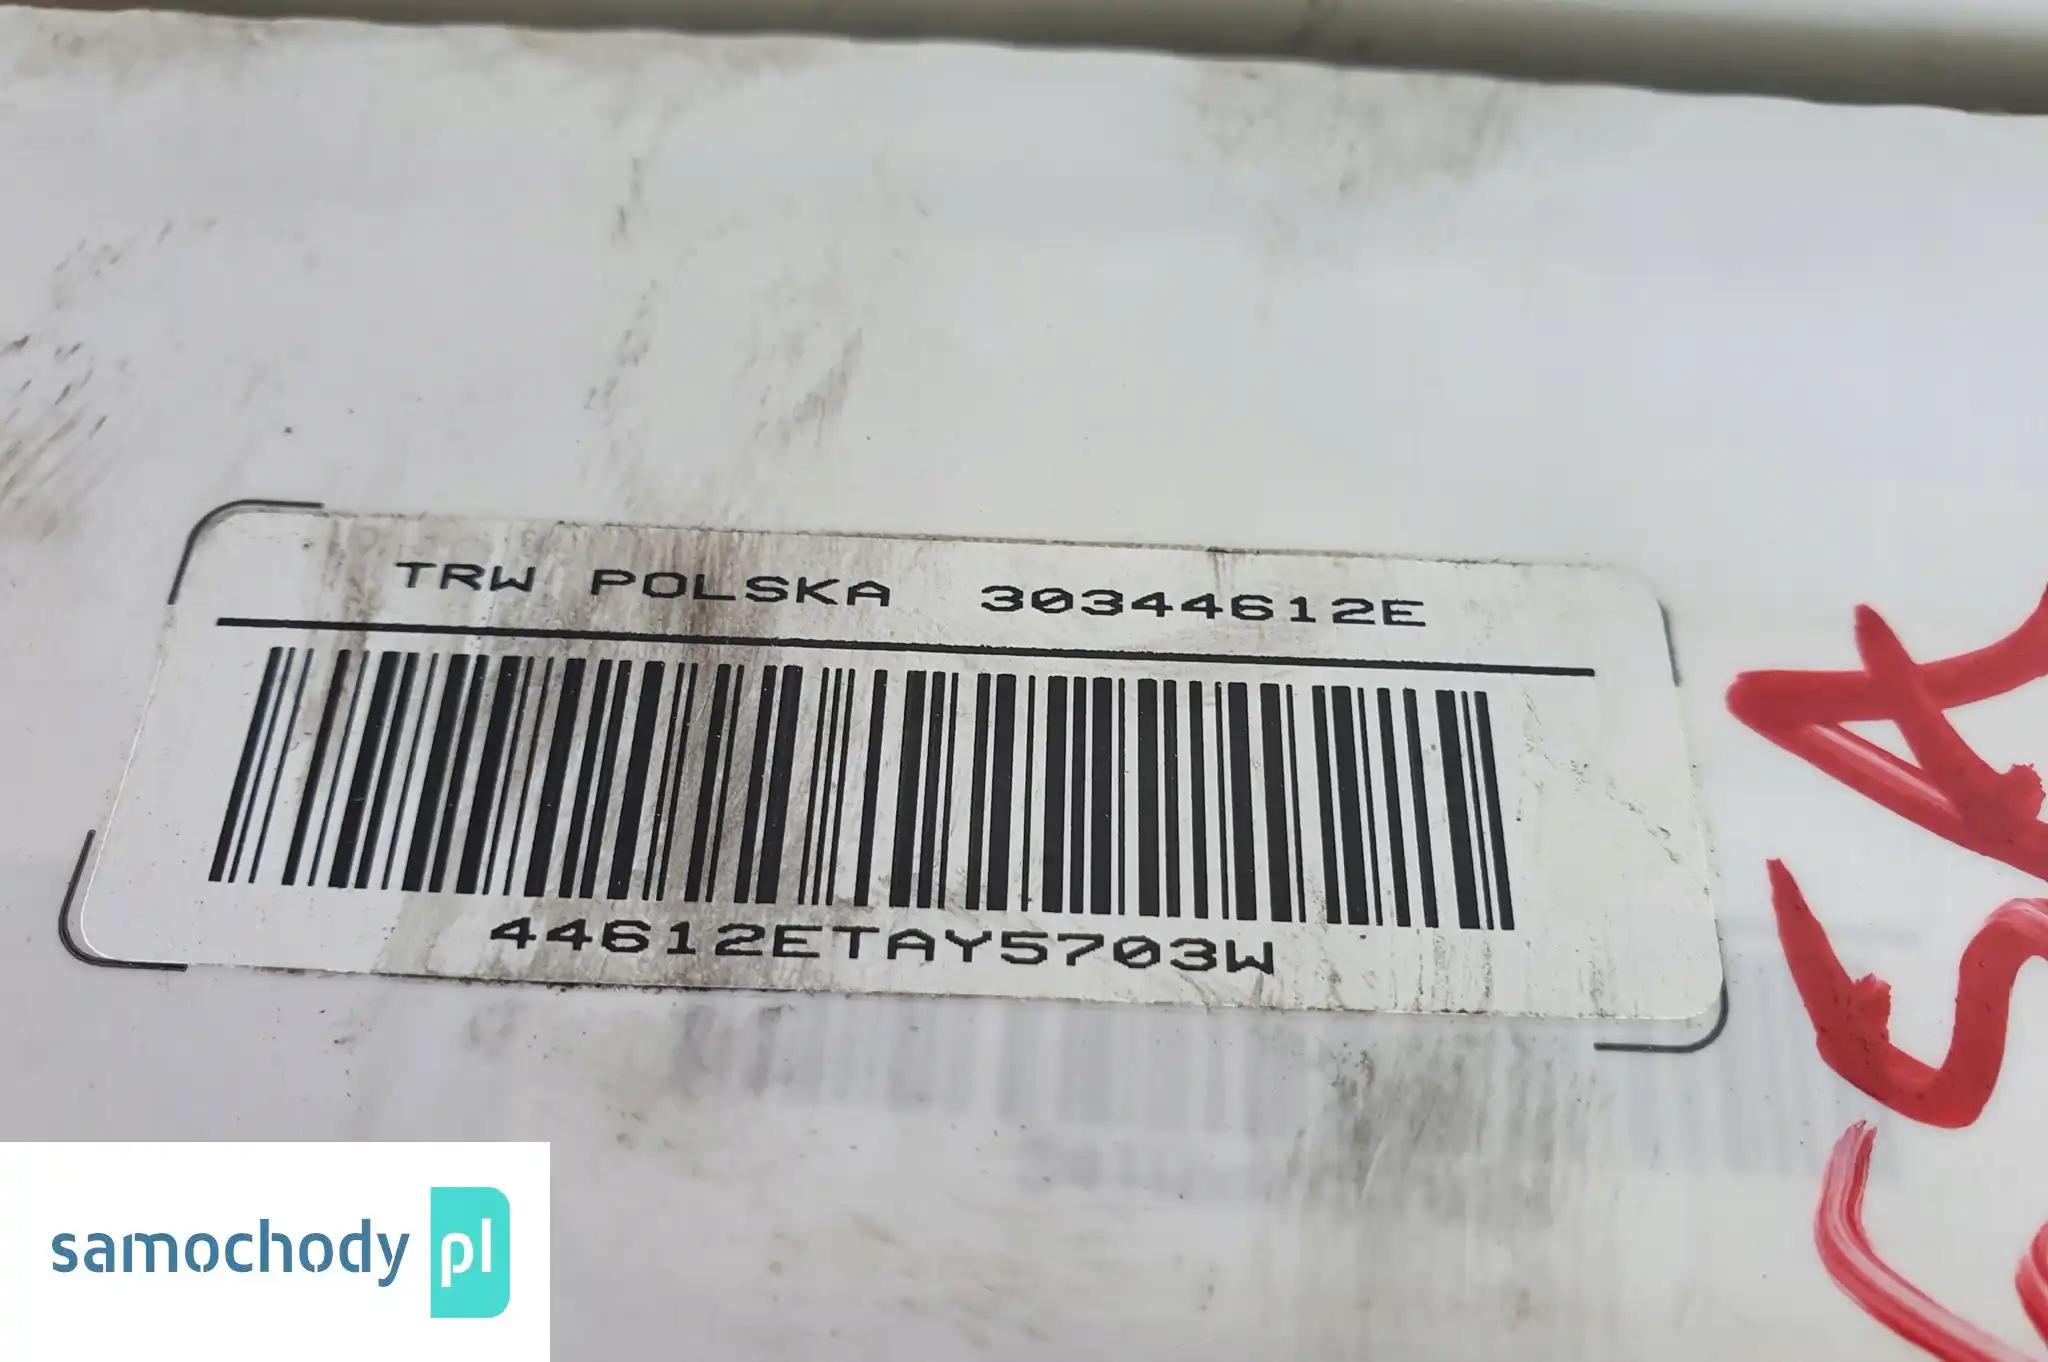 TRW POLSKA 30344612E
44612ETAY5703W
samochody pl